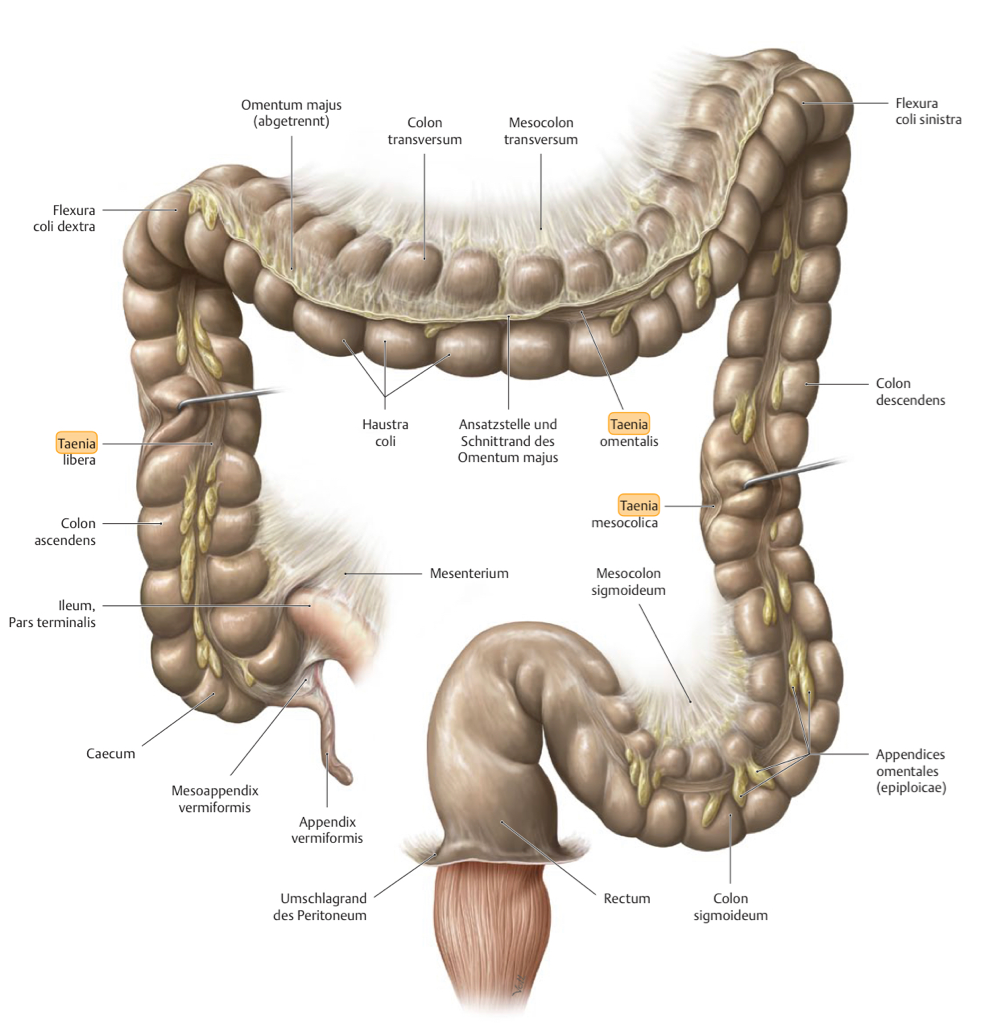 Omentum majus
(abgetrennt)
Colon
transversum
Mesocolon
transversum
Flexura
coli sinistra
Flexura
coli dextra
Colon
descendens
Haustra
coli
Ansatzstelle und
Schnittrand des
Omentum majus
Taenia
omentalis
Taenia
libera
Taenia
mesocolica
Colon
ascendens
Mesenterium
Mesocolon
sigmoideum
Ileum,
Pars terminalis
Caecum
Mesoappendix
vermiformis
Appendix
vermiformis
Appendices
omentales
(epiploicae)
Umschlagrand
des Peritoneum
Rectum
Colon
sigmoideum